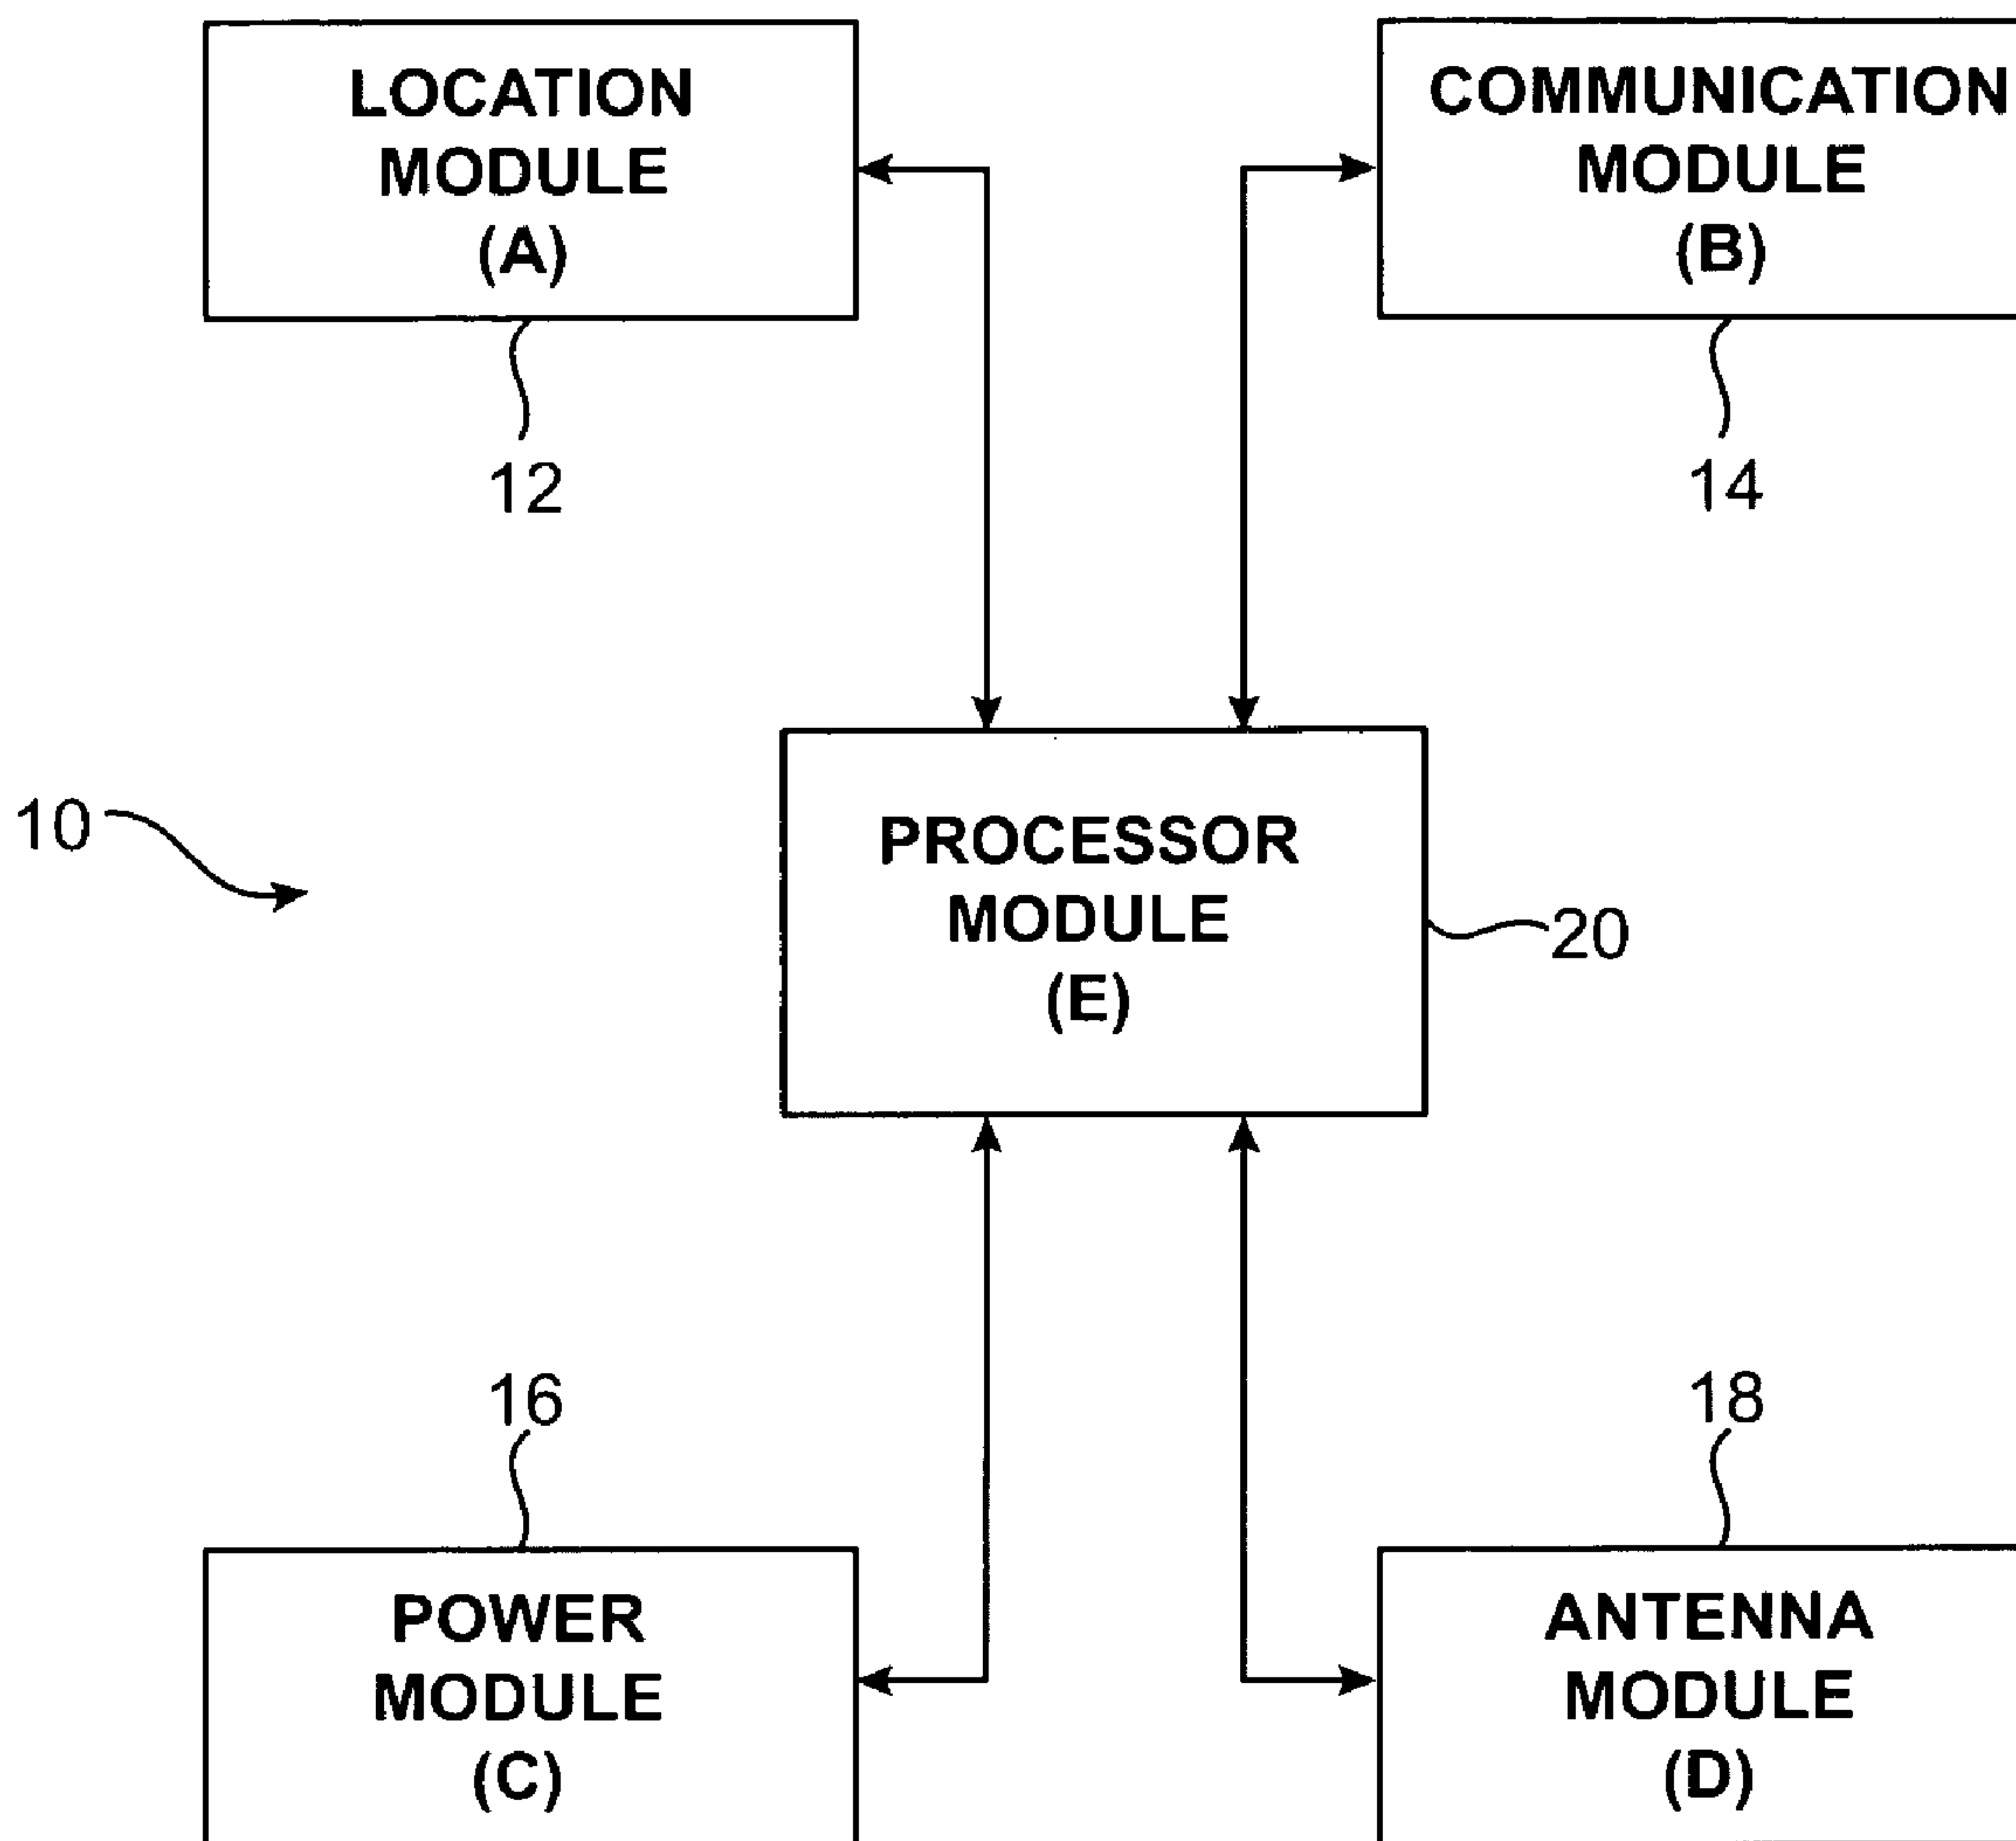 LOCATION
MODULE
(A)
12
COMMUNICATION
MODULE
(B)
14
10
PROCESSOR
MODULE
(E)
20
16
POWER
MODULE
(C)
18
ANTENNA
MODULE
(D)